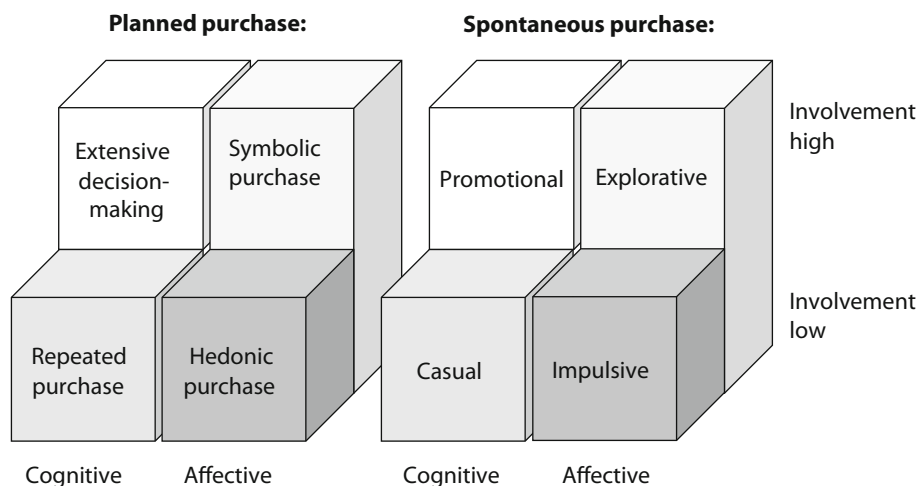 Planned purchase:
Spontaneous purchase:
Extensive
decision-
making
Symbolic
purchase
Promotional
Explorative
Involvement
high
Repeated
purchase
Hedonic
purchase
Casual
Impulsive
Involvement
low
Cognitive
Affective
Cognitive
Affective